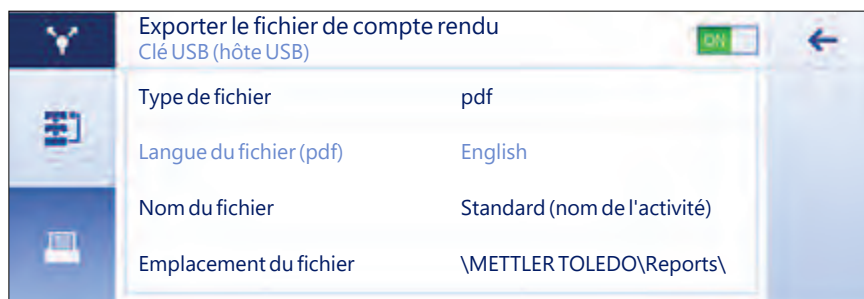 Exporter le fichier de compte rendu
Clé USB (hôte USB)
ON
Type de fichier pdf
Langue du fichier (pdf) English
Nom du fichier Standard (nom de l'activité)
Emplacement du fichier \METTLER TOLEDO\Reports\